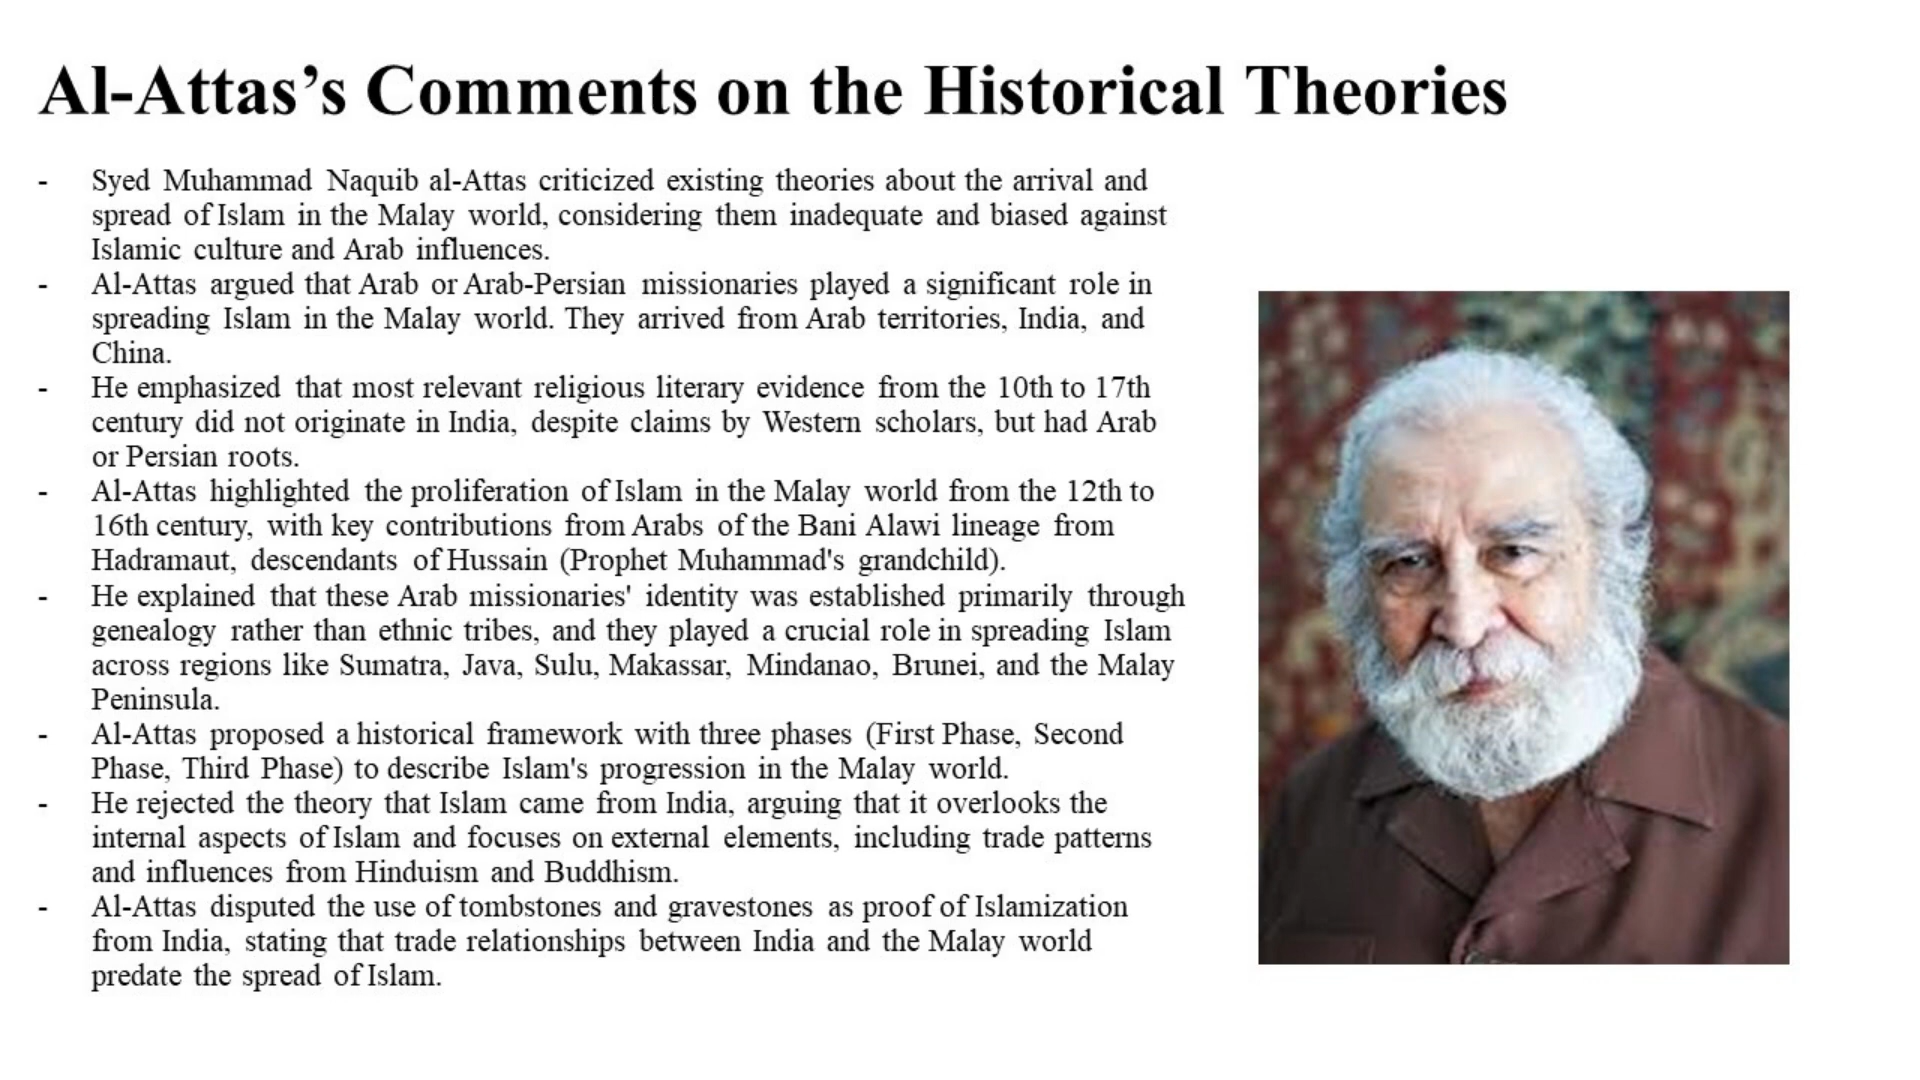 Al-Attas’s Comments on the Historical Theories
- Syed Muhammad Naquib al-Attas criticized existing theories about the arrival and
spread of Islam in the Malay world, considering them inadequate and biased against
Islamic culture and Arab influences.
- Al-Attas argued that Arab or Arab-Persian missionaries played a significant role in
spreading Islam in the Malay world. They arrived from Arab territories, India, and
China.
- He emphasized that most relevant religious literary evidence from the 10th to 17th
century did not originate in India, despite claims by Western scholars, but had Arab
or Persian roots.
- Al-Attas highlighted the proliferation of Islam in the Malay world from the 12th to
16th century, with key contributions from Arabs of the Bani Alawi lineage from
Hadramaut, descendants of Hussain (Prophet Muhammad's grandchild).
- He explained that these Arab missionaries' identity was established primarily through
genealogy rather than ethnic tribes, and they played a crucial role in spreading Islam
across regions like Sumatra, Java, Sulu, Makassar, Mindanao, Brunei, and the Malay
Peninsula.
- Al-Attas proposed a historical framework with three phases (First Phase, Second
Phase, Third Phase) to describe Islam's progression in the Malay world.
- He rejected the theory that Islam came from India, arguing that it overlooks the
internal aspects of Islam and focuses on external elements, including trade patterns
and influences from Hinduism and Buddhism.
- Al-Attas disputed the use of tombstones and gravestones as proof of Islamization
from India, stating that trade relationships between India and the Malay world
predate the spread of Islam.